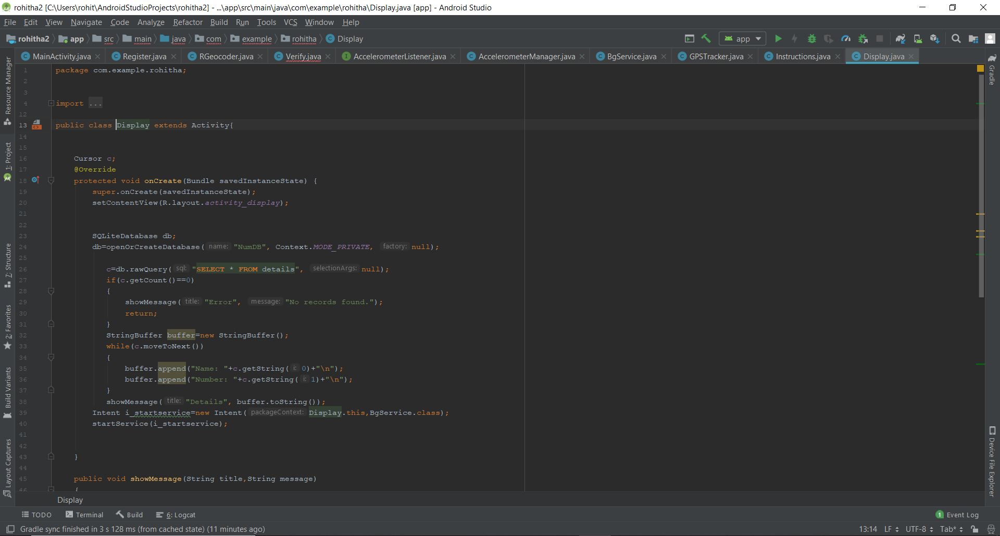 rohitha2 [C:\Users\rohit\AndroidStudioProjects\rohitha2] - ...\app\src\main\java\com\example\rohitha\Display.java [app] - Android Studio
File Edit View Navigate Code Analyze Refactor Build Run Tools VCS Window Help
rohitha2 app src main java com example rohitha Display app
MainActivity.java Register.java RGeocoder.java Verify.java AccelerometerListener.java AccelerometerManager.java BgService.java GPSTracker.java Instructions.java Display.java
Resource Manager
1: Project
7: Structure
2: Favorites
Build Variants
Layout Captures
1 package com.example.rohitha;
2
3
4 import ...
12
13 public class Display extends Activity{
14
15
16 Cursor c;
17 @Override
18 protected void onCreate(Bundle savedInstanceState) {
19 super.onCreate(savedInstanceState);
20 setContentView(R.layout.activity_display);
21
22
23 SQLiteDatabase db;
24 db=openOrCreateDatabase( name: "NumDB", Context.MODE_PRIVATE, factory: null);
25
26 c=db.rawQuery( sql: "SELECT * FROM details", selectionArgs: null);
27 if(c.getCount()==0)
28 {
29 showMessage( title: "Error", message: "No records found.");
30 return;
31 }
32 StringBuffer buffer=new StringBuffer();
33 while(c.moveToNext())
34 {
35 buffer.append("Name: "+c.getString( i: 0)+"\n");
36 buffer.append("Number: "+c.getString( i: 1)+"\n");
37 }
38 showMessage( title: "Details", buffer.toString());
39 Intent i_startservice=new Intent( packageContext: Display.this,BgService.class);
40 startService(i_startservice);
41
42
43 }
44
45 public void showMessage(String title,String message)
46 {
Gradle
Device File Explorer
Display
TODO Terminal Build 6: Logcat 1 Event Log
Gradle sync finished in 3 s 128 ms (from cached state) (11 minutes ago) 13:14 LF UTF-8 Tab*